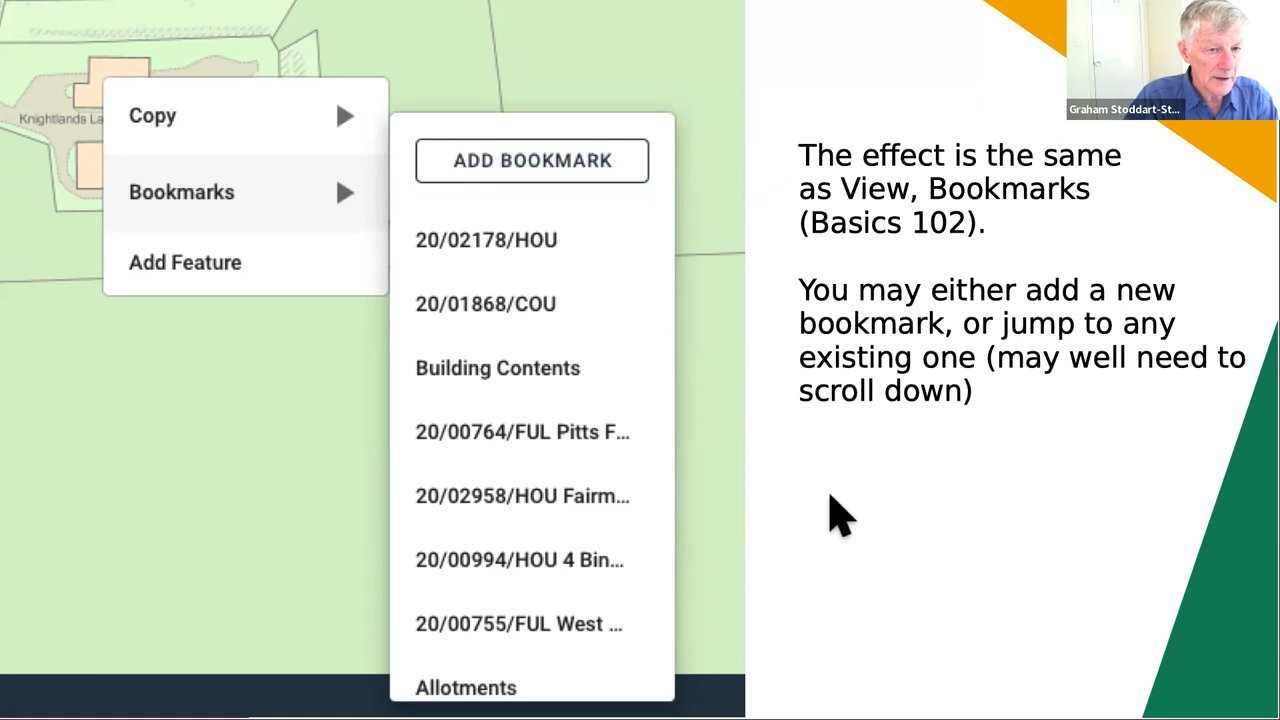 Knightlands La
Copy
Bookmarks
Add Feature
ADD BOOKMARK
20/02178/HOU
20/01868/COU
Building Contents
20/00764/FUL Pitts F...
20/02958/HOU Fairm...
20/00994/HOU 4 Bin...
20/00755/FUL West ...
Allotments
Graham Stoddart-St...
The effect is the same
as View, Bookmarks
(Basics 102).
You may either add a new
bookmark, or jump to any
existing one (may well need to
scroll down)